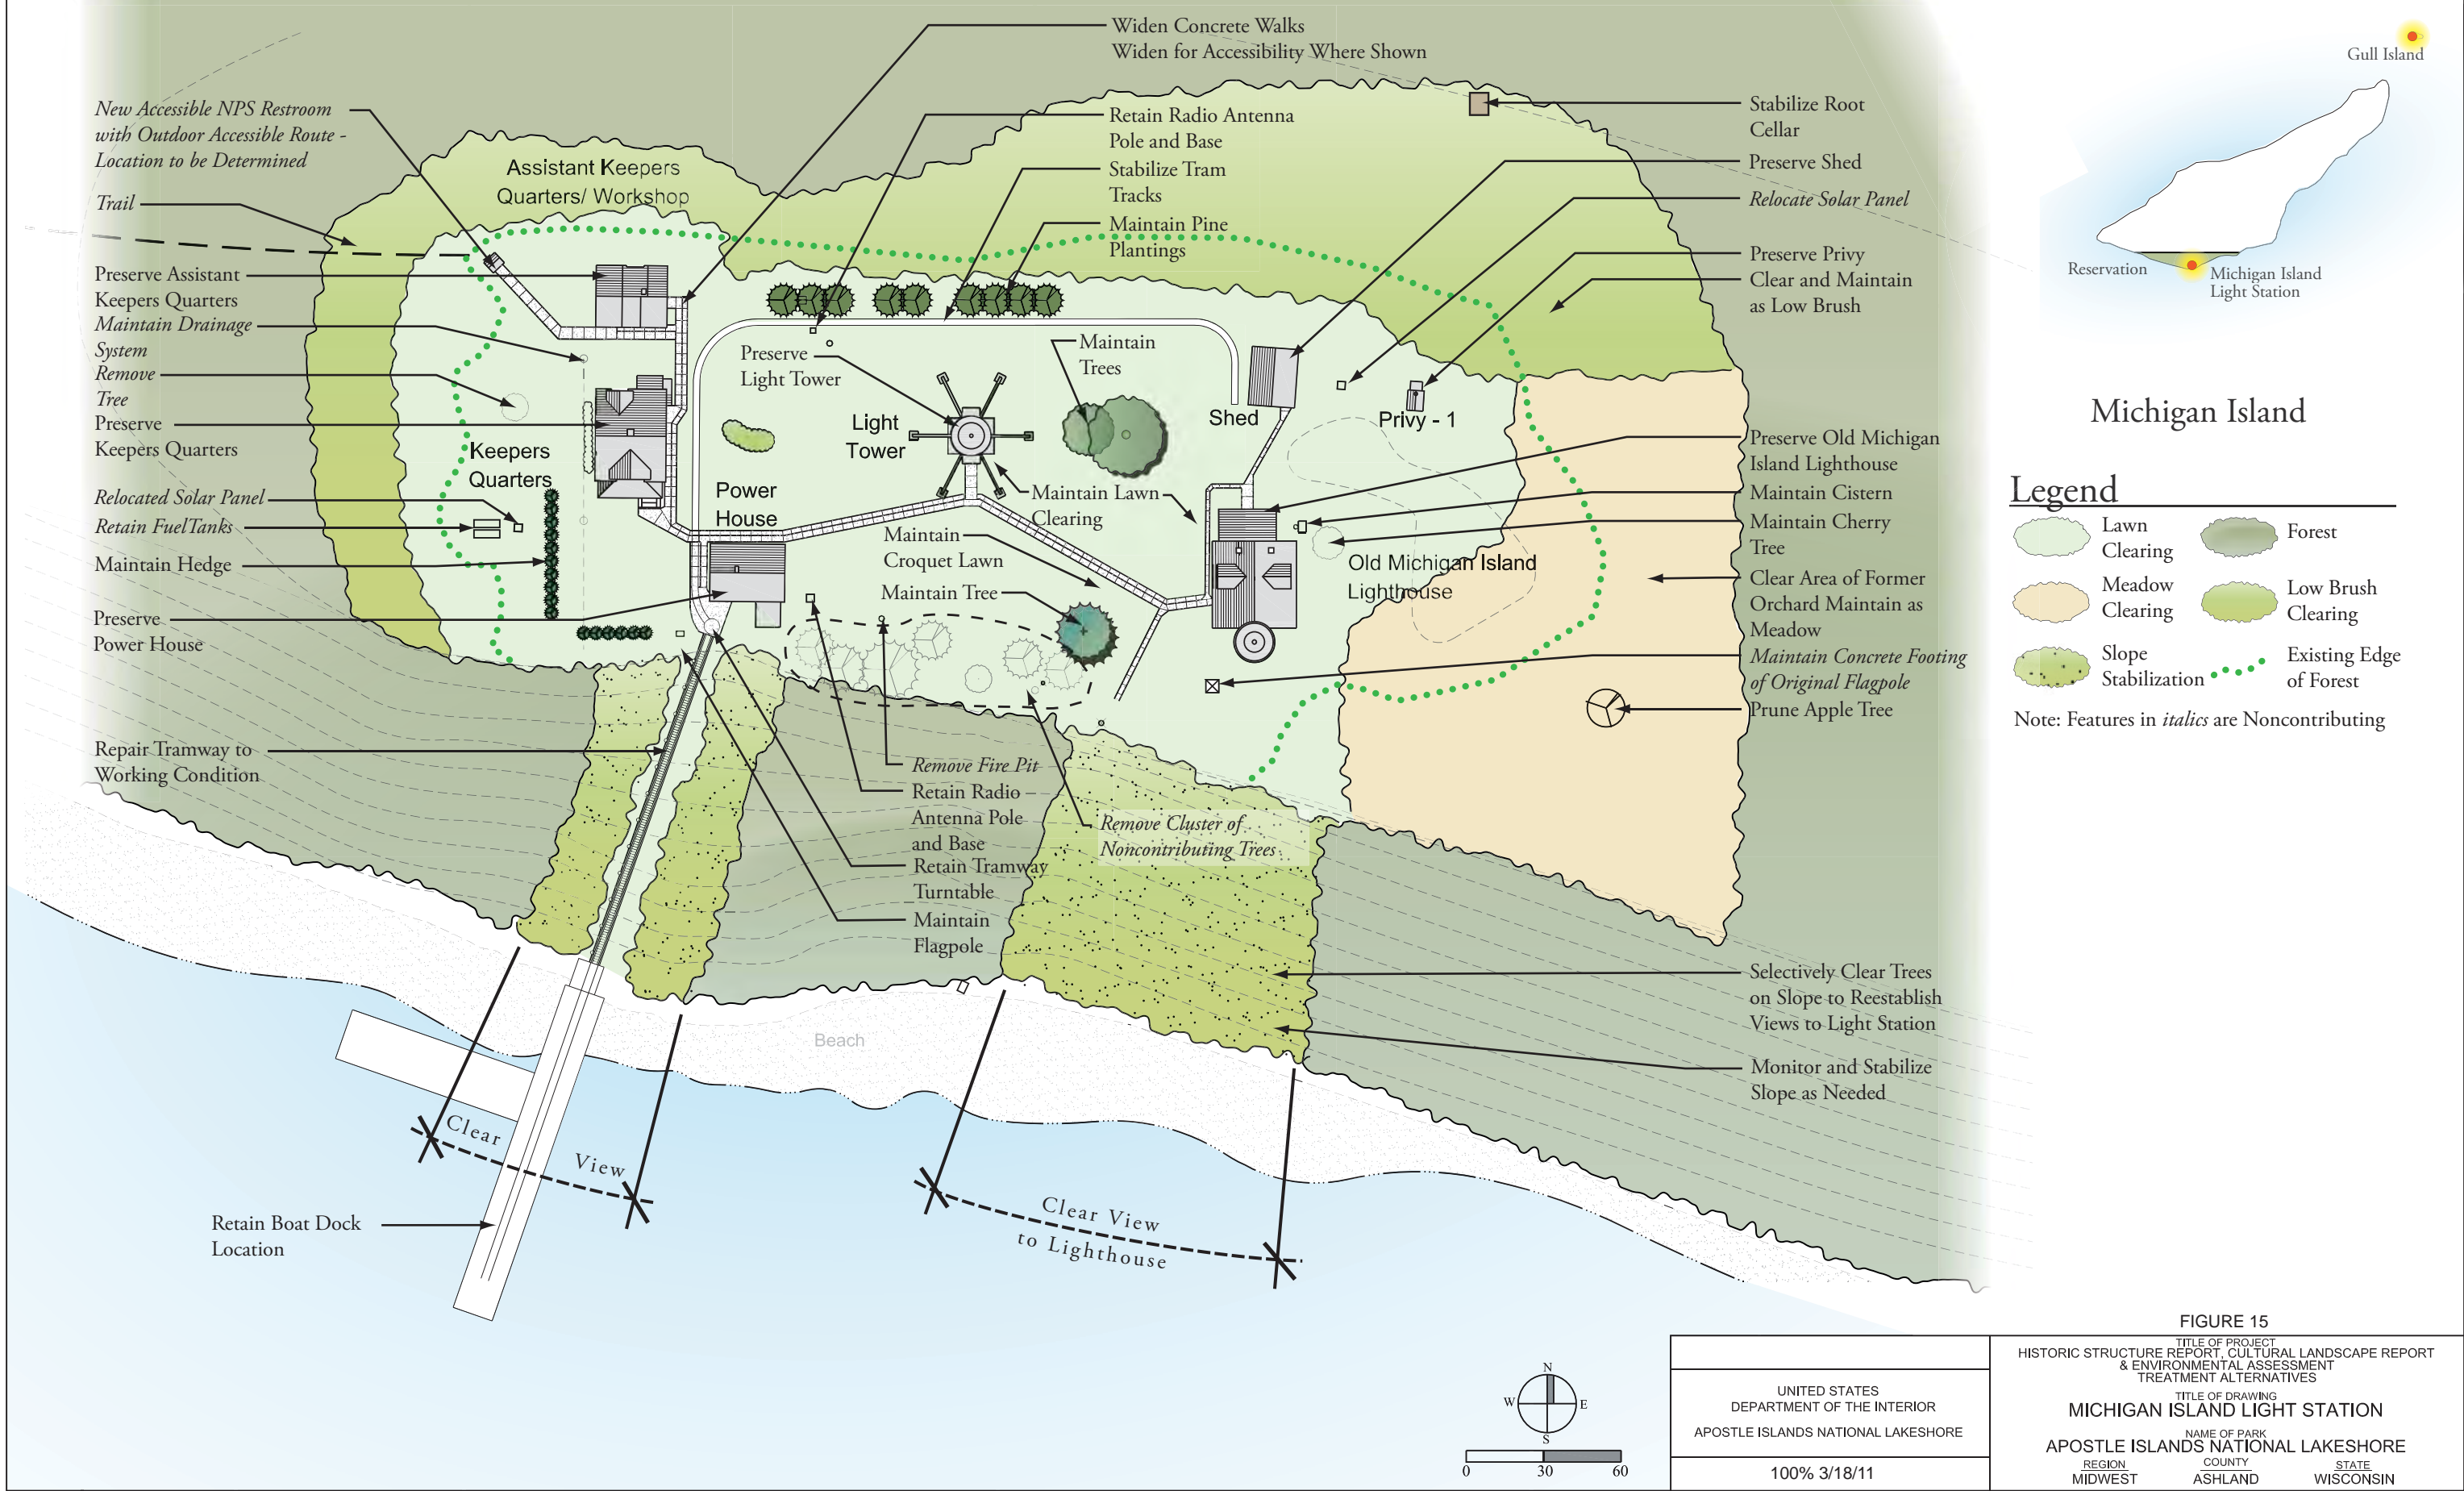 Widen Concrete Walks
Widen for Accessibility Where Shown
New Accessible NPS Restroom
with Outdoor Accessible Route -
Location to be Determined
Trail
Preserve Assistant
Keepers Quarters
Maintain Drainage
System
Remove
Tree
Preserve
Keepers Quarters
Relocated Solar Panel
Retain FuelTanks
Maintain Hedge
Preserve
Power House
Repair Tramway to
Working Condition
Retain Boat Dock
Location
Assistant Keepers
Quarters/ Workshop
Retain Radio Antenna
Pole and Base
Stabilize Tram
Tracks
Maintain Pine
Plantings
Preserve
Light Tower
Maintain
Trees
Light
Tower
Shed
Privy - 1
Keepers
Quarters
Power
House
Maintain Lawn
Clearing
Maintain
Croquet Lawn
Maintain Tree
Old Michigan Island
Lighthouse
Remove Fire Pit
Retain Radio
Antenna Pole
and Base
Retain Tramway
Turntable
Maintain
Flagpole
Remove Cluster of
Noncontributing Trees
Beach
Clear View
Clear View
to Lighthouse
Stabilize Root
Cellar
Preserve Shed
Relocate Solar Panel
Preserve Privy
Clear and Maintain
as Low Brush
Preserve Old Michigan
Island Lighthouse
Maintain Cistern
Maintain Cherry
Tree
Clear Area of Former
Orchard Maintain as
Meadow
Maintain Concrete Footing
of Original Flagpole
Prune Apple Tree
Selectively Clear Trees
on Slope to Reestablish
Views to Light Station
Monitor and Stabilize
Slope as Needed
Gull Island
Reservation
Michigan Island
Light Station
Michigan Island
Legend
Lawn
Clearing
Forest
Meadow
Clearing
Low Brush
Clearing
Slope
Stabilization
Existing Edge
of Forest
Note: Features in italics are Noncontributing
N
W
E
S
0 30 60
UNITED STATES
DEPARTMENT OF THE INTERIOR
APOSTLE ISLANDS NATIONAL LAKESHORE
100% 3/18/11
FIGURE 15
TITLE OF PROJECT
HISTORIC STRUCTURE REPORT, CULTURAL LANDSCAPE REPORT
& ENVIRONMENTAL ASSESSMENT
TREATMENT ALTERNATIVES
TITLE OF DRAWING
MICHIGAN ISLAND LIGHT STATION
NAME OF PARK
APOSTLE ISLANDS NATIONAL LAKESHORE
REGION COUNTY STATE
MIDWEST ASHLAND WISCONSIN